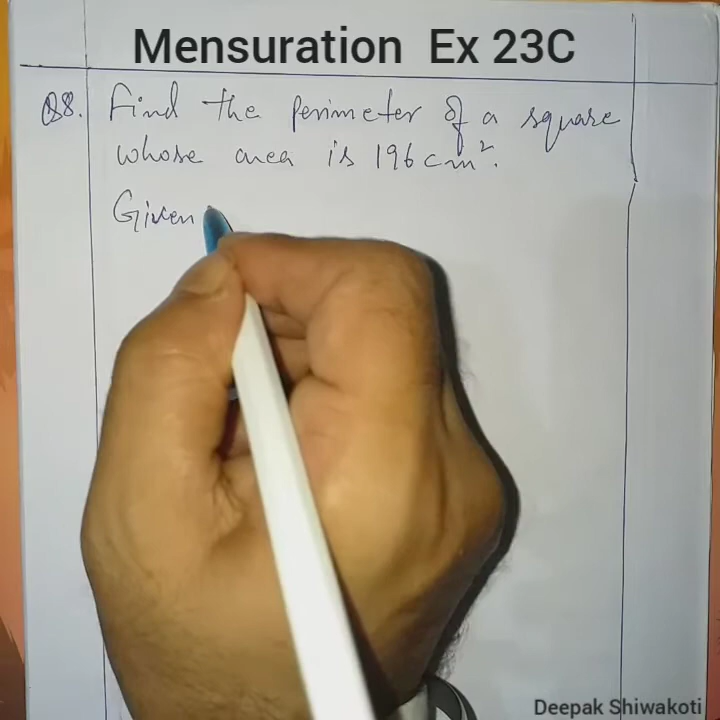 Mensuration Ex 23C
Q8. Find the perimeter of a square
whose area is 196 cm².
Given
Deepak Shiwakoti